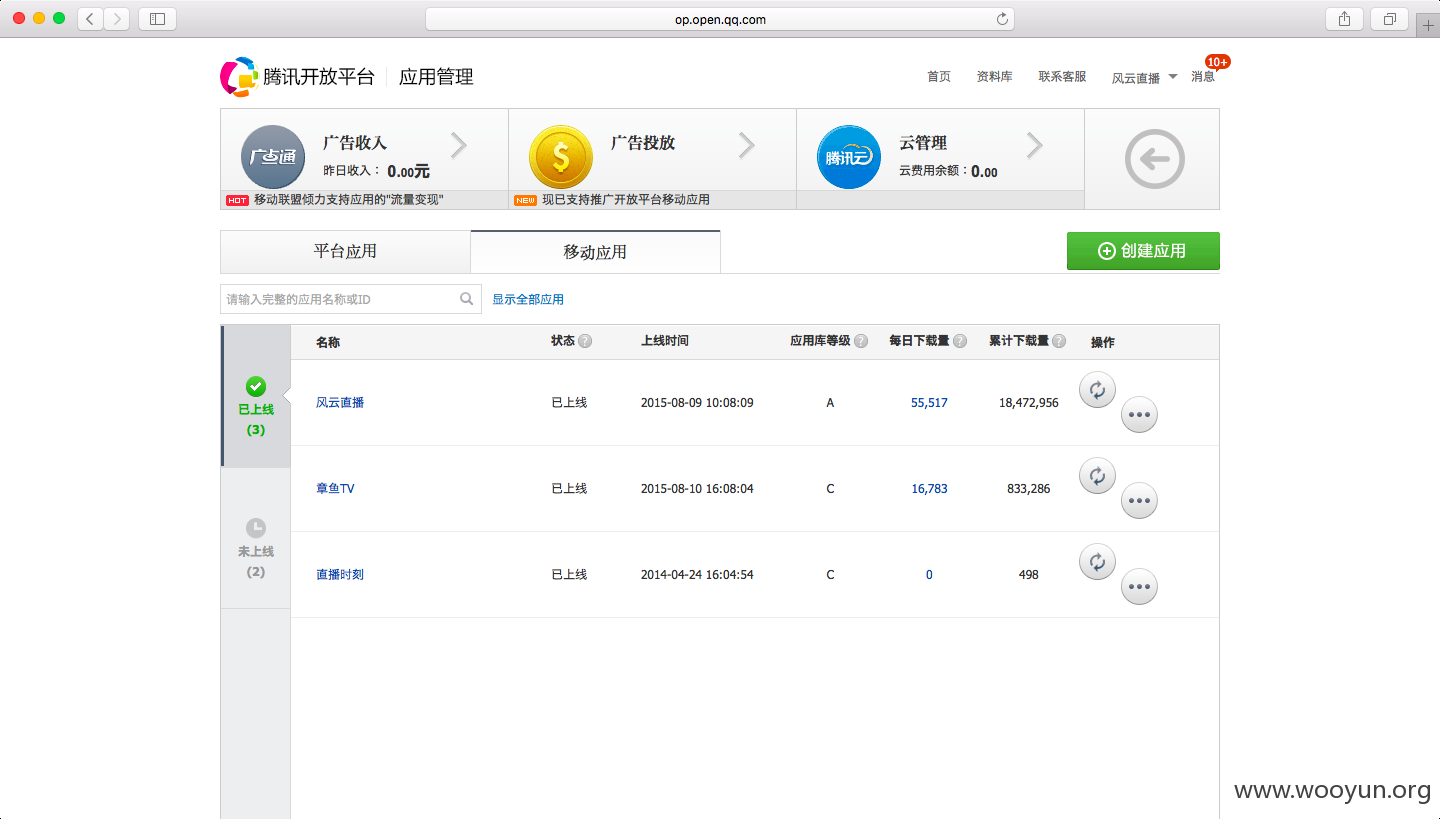 op.open.qq.com
腾讯开放平台 应用管理
首页 资料库 联系客服 风云直播 消息 10+
广点通 广告收入
昨日收入： 0.00元
HOT 移动联盟倾力支持应用的"流量变现"
$ 广告投放
NEW 现已支持推广开放平台移动应用
腾讯云 云管理
云费用余额：0.00
平台应用 移动应用 创建应用
请输入完整的应用名称或ID 显示全部应用
名称 状态 ? 上线时间 应用库等级 ? 每日下载量 ? 累计下载量 ? 操作
已上线
(3)
风云直播 已上线 2015-08-09 10:08:09 A 55,517 18,472,956
章鱼TV 已上线 2015-08-10 16:08:04 C 16,783 833,286
未上线
(2)
直播时刻 已上线 2014-04-24 16:04:54 C 0 498
www.wooyun.org